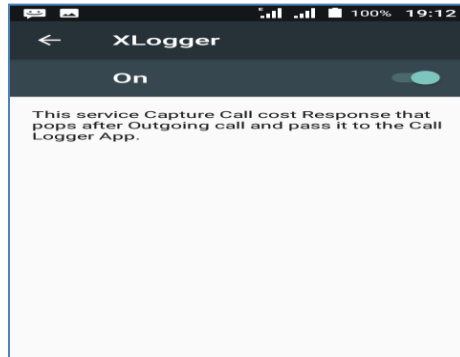 100% 19:12
XLogger
On
This service Capture Call cost Response that
pops after Outgoing call and pass it to the Call
Logger App.